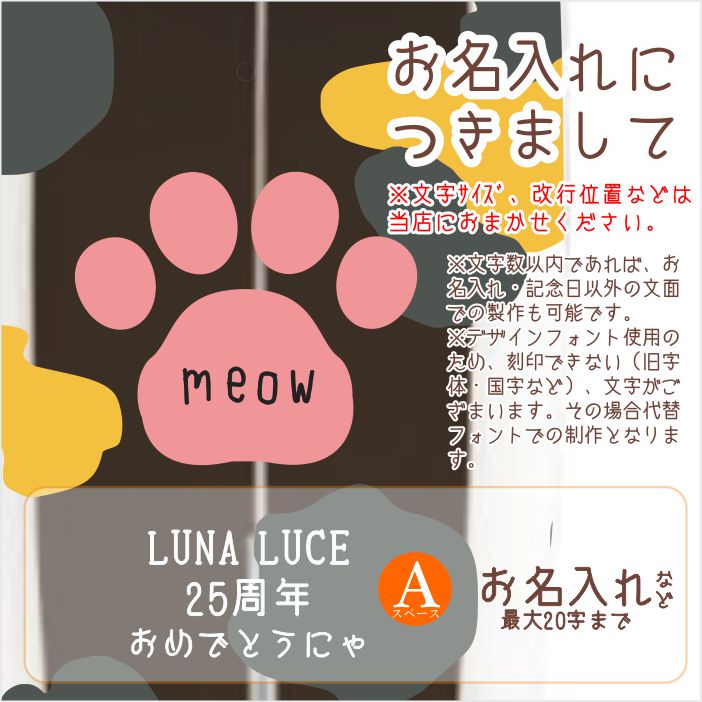 お名入れに
つきまして
※文字ｻｲｽﾞ、改行位置などは
当店におまかせください。
※文字数以内であれば、お
名入れ・記念日以外の文面
での製作も可能です。
※デザインフォント使用の
ため、刻印できない（旧字
体・国字など）、文字がご
ざまいます。その場合代替
フォントでの制作となりま
す。
meow
LUNA LUCE
25周年
おめでとうにゃ
A
スペース
お名入れなど
最大20字まで